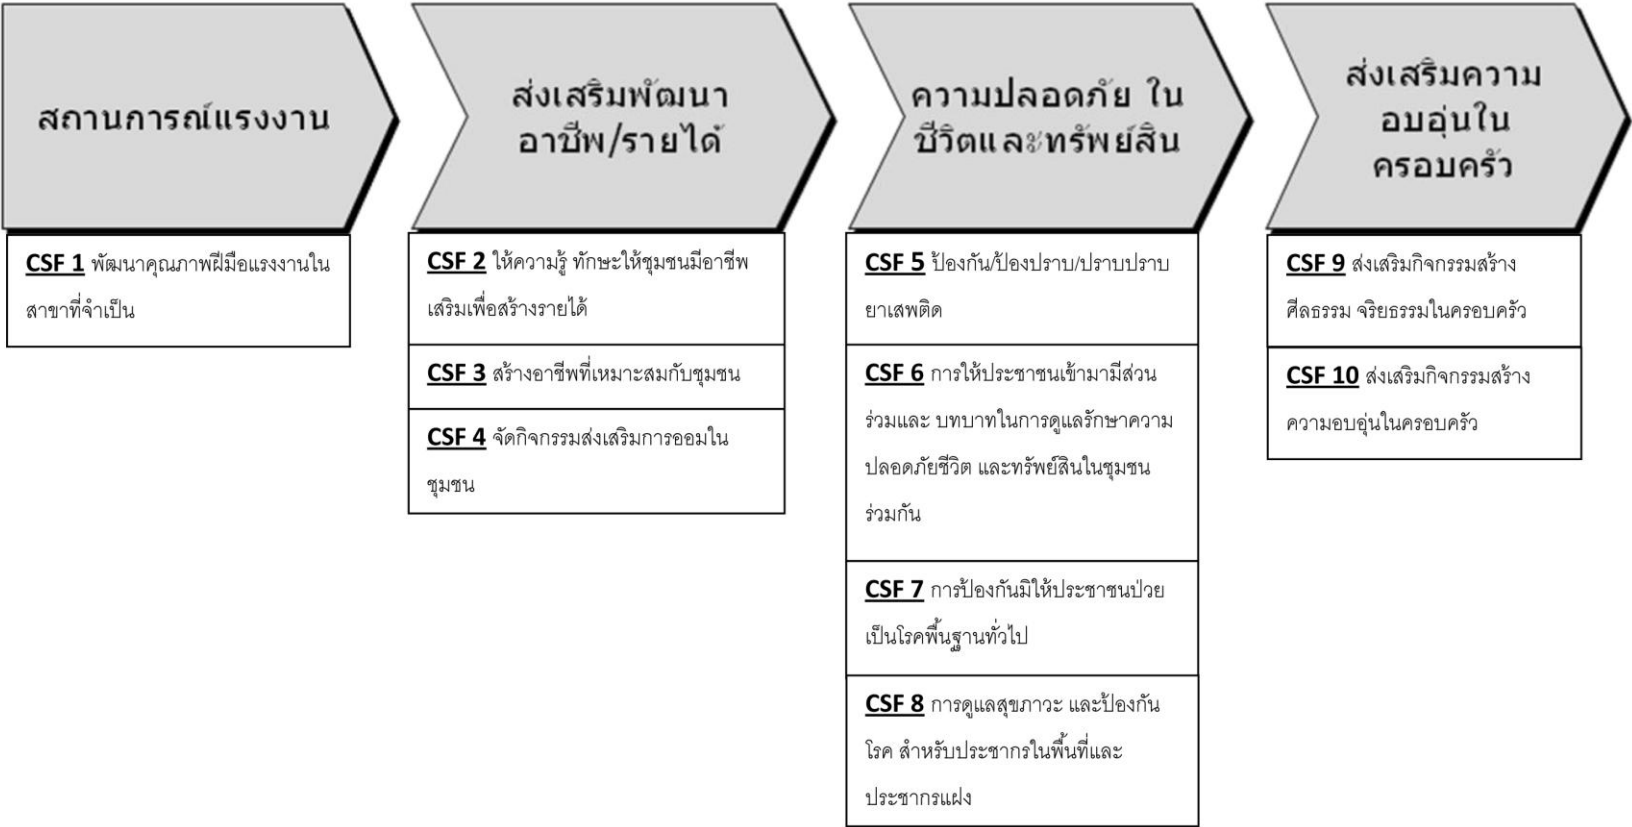 สถานการณ์แรงงาน
ส่งเสริมพัฒนา
อาชีพ/รายได้
ความปลอดภัย ใน
ชีวิตและทรัพย์สิน
ส่งเสริมความ
อบอุ่นใน
ครอบครัว
CSF 1 พัฒนาคุณภาพฝีมือแรงงานใน
สาขาที่จำเป็น
CSF 2 ให้ความรู้ ทักษะให้ชุมชนมีอาชีพ
เสริมเพื่อสร้างรายได้
CSF 3 สร้างอาชีพที่เหมาะสมกับชุมชน
CSF 4 จัดกิจกรรมส่งเสริมการออมใน
ชุมชน
CSF 5 ป้องกัน/ป้องปราบ/ปราบปราบ
ยาเสพติด
CSF 6 การให้ประชาชนเข้ามามีส่วน
ร่วมและ บทบาทในการดูแลรักษาความ
ปลอดภัยชีวิต และทรัพย์สินในชุมชน
ร่วมกัน
CSF 7 การป้องกันมิให้ประชาชนป่วย
เป็นโรคพื้นฐานทั่วไป
CSF 8 การดูแลสุขภาวะ และป้องกัน
โรค สำหรับประชากรในพื้นที่และ
ประชากรแฝง
CSF 9 ส่งเสริมกิจกรรมสร้าง
ศีลธรรม จริยธรรมในครอบครัว
CSF 10 ส่งเสริมกิจกรรมสร้าง
ความอบอุ่นในครอบครัว